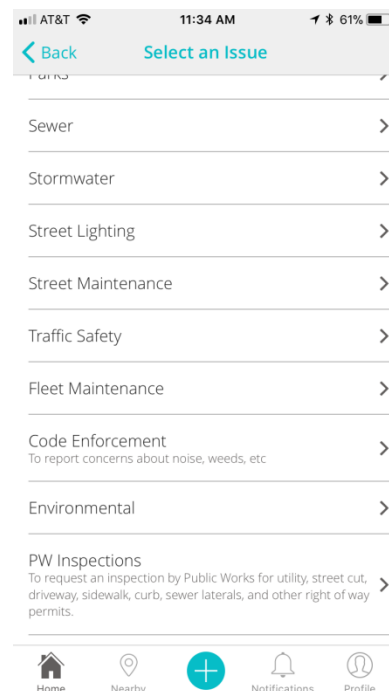 AT&T 11:34 AM 61%
Back Select an Issue
Parks
Sewer
Stormwater
Street Lighting
Street Maintenance
Traffic Safety
Fleet Maintenance
Code Enforcement
To report concerns about noise, weeds, etc
Environmental
PW Inspections
To request an inspection by Public Works for utility, street cut,
driveway, sidewalk, curb, sewer laterals, and other right of way
permits.
Home Nearby Notifications Profile